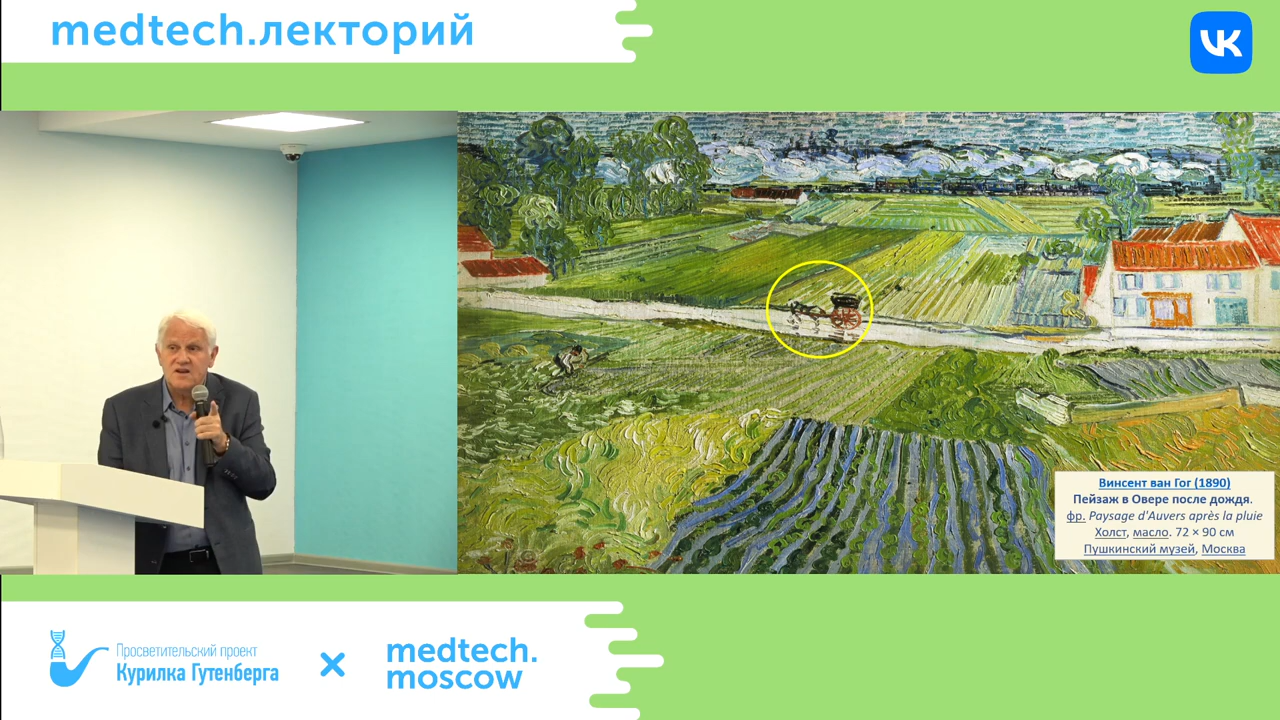 medtech.лекторий
VK
Винсент ван Гог (1890)
Пейзаж в Овере после дождя.
фр. Paysage d'Auvers après la pluie
Холст, масло. 72 × 90 см
Пушкинский музей, Москва
Просветительский проект
Курилка Гутенберга
×
medtech.
moscow